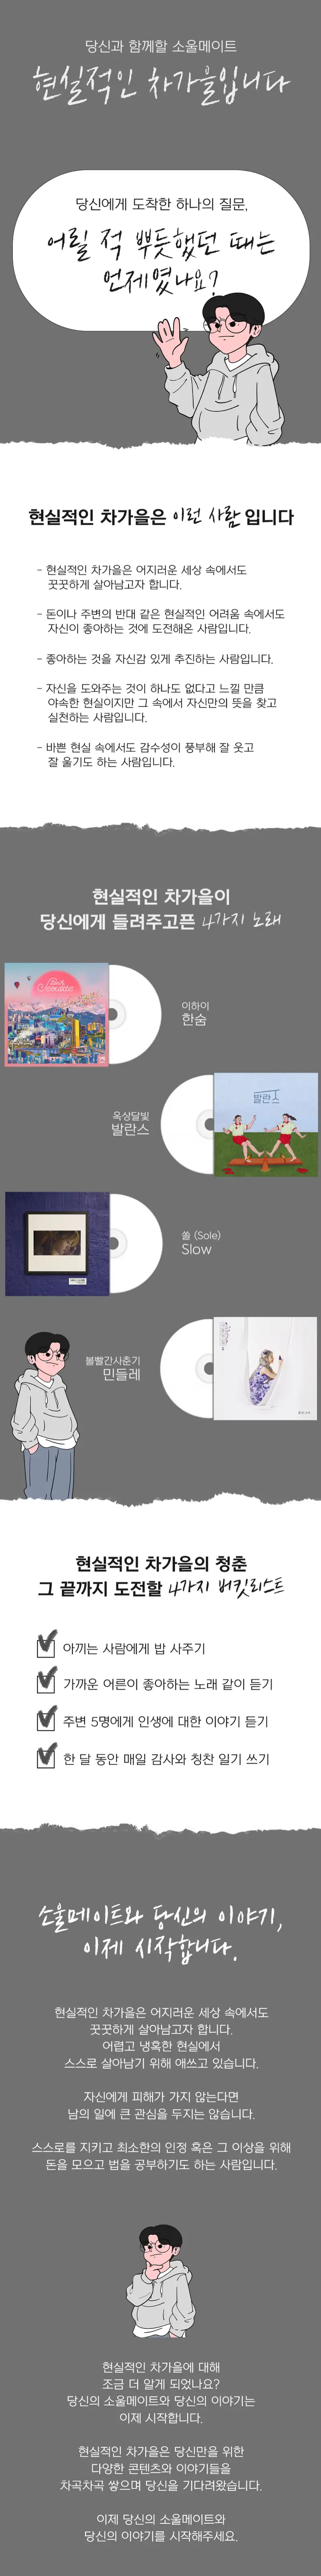 당신과 함께할 소울메이트
현실적인 차가을입니다
당신에게 도착한 하나의 질문,
어릴 적 뿌듯했던 때는
언제였나요?
현실적인 차가을은 이런 사람 입니다
- 현실적인 차가을은 어지러운 세상 속에서도
꿋꿋하게 살아남고자 합니다.
- 돈이나 주변의 반대 같은 현실적인 어려움 속에서도
자신이 좋아하는 것에 도전해온 사람입니다.
- 좋아하는 것을 자신감 있게 추진하는 사람입니다.
- 자신을 도와주는 것이 하나도 없다고 느낄 만큼
야속한 현실이지만 그 속에서 자신만의 뜻을 찾고
실천하는 사람입니다.
- 바쁜 현실 속에서도 감수성이 풍부해 잘 웃고
잘 울기도 하는 사람입니다.
현실적인 차가을이
당신에게 들려주고픈 4가지 노래
이하이
한숨
옥상달빛
발란스
발란스
쏠 (Sole)
Slow
볼빨간사춘기
민들레
현실적인 차가을의 청춘
그 끝까지 도전할 4가지 버킷리스트
아끼는 사람에게 밥 사주기
가까운 어른이 좋아하는 노래 같이 듣기
주변 5명에게 인생에 대한 이야기 듣기
한 달 동안 매일 감사와 칭찬 일기 쓰기
소울메이트와 당신의 이야기,
이제 시작합니다.
현실적인 차가을은 어지러운 세상 속에서도
꿋꿋하게 살아남고자 합니다.
어렵고 냉혹한 현실에서
스스로 살아남기 위해 애쓰고 있습니다.
자신에게 피해가 가지 않는다면
남의 일에 큰 관심을 두지는 않습니다.
스스로를 지키고 최소한의 인정 혹은 그 이상을 위해
돈을 모으고 법을 공부하기도 하는 사람입니다.
현실적인 차가을에 대해
조금 더 알게 되었나요?
당신의 소울메이트와 당신의 이야기는
이제 시작합니다.
현실적인 차가을은 당신만을 위한
다양한 콘텐츠와 이야기들을
차곡차곡 쌓으며 당신을 기다려왔습니다.
이제 당신의 소울메이트와
당신의 이야기를 시작해주세요.